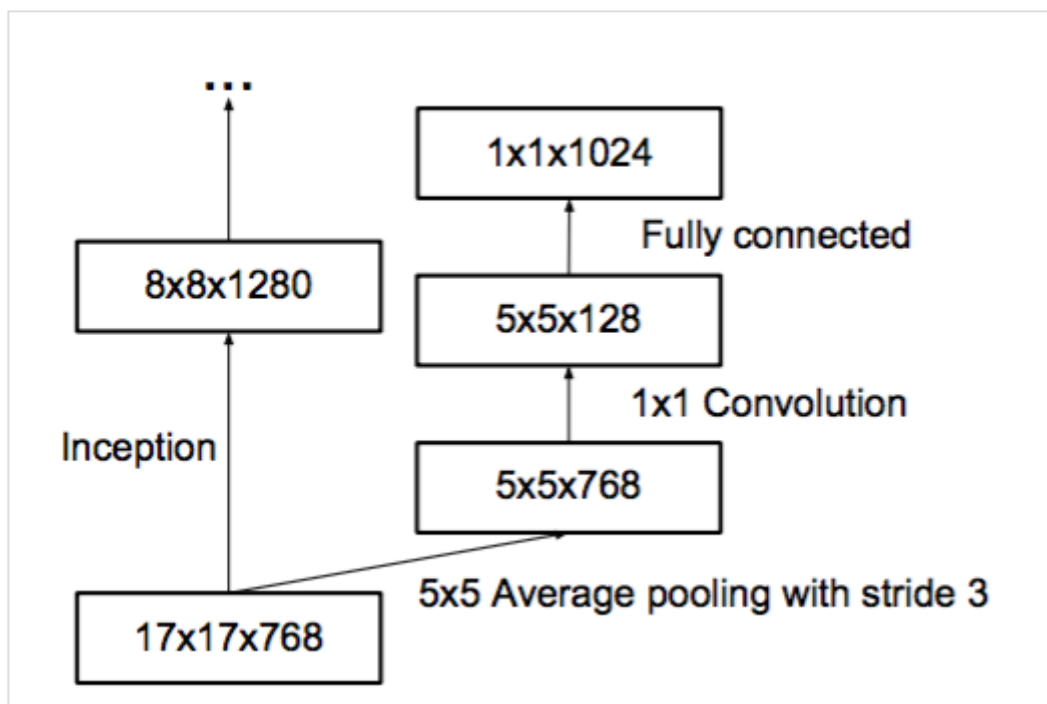 ...
1x1x1024
Fully connected
8x8x1280
5x5x128
1x1 Convolution
Inception
5x5x768
5x5 Average pooling with stride 3
17x17x768